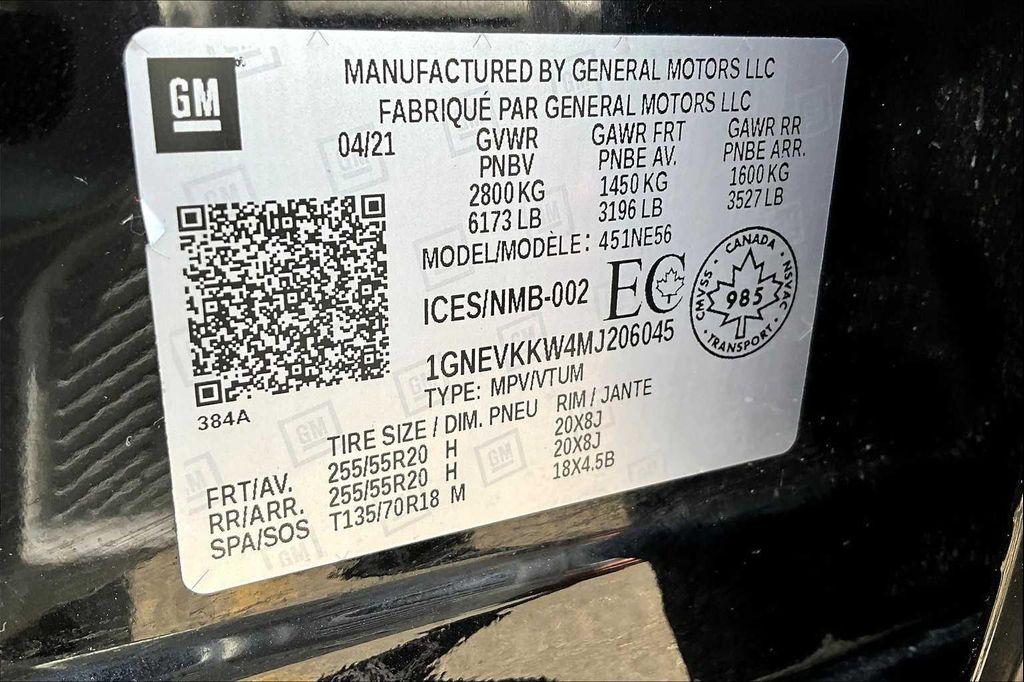 GM
MANUFACTURED BY GENERAL MOTORS LLC
FABRIQUÉ PAR GENERAL MOTORS LLC
04/21 GVWR GAWR FRT GAWR RR
PNBV PNBE AV. PNBE ARR.
2800 KG 1450 KG 1600 KG
6173 LB 3196 LB 3527 LB
MODEL/MODÈLE: 451NE56
ICES/NMB-002 EC
CANADA
CMVSS 985 NSVAC
TRANSPORT
1GNEVKKW4MJ206045
TYPE: MPV/VTUM
384A
TIRE SIZE / DIM. PNEU RIM / JANTE
FRT/AV. 255/55R20 H 20X8J
RR/ARR. 255/55R20 H 20X8J
SPA/SOS T135/70R18 M 18X4.5B